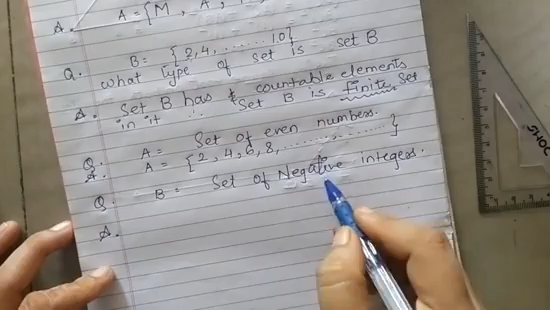 A. A = {M, A,
Q. B = {2,4, ...... 10}
what type of set is set B
A. Set B has countable elements
in it ∴ Set B is finite set
Q. A = Set of even numbers.
A. A = {2, 4, 6, 8, .................}
Q. B = Set of Negative integers.
A.